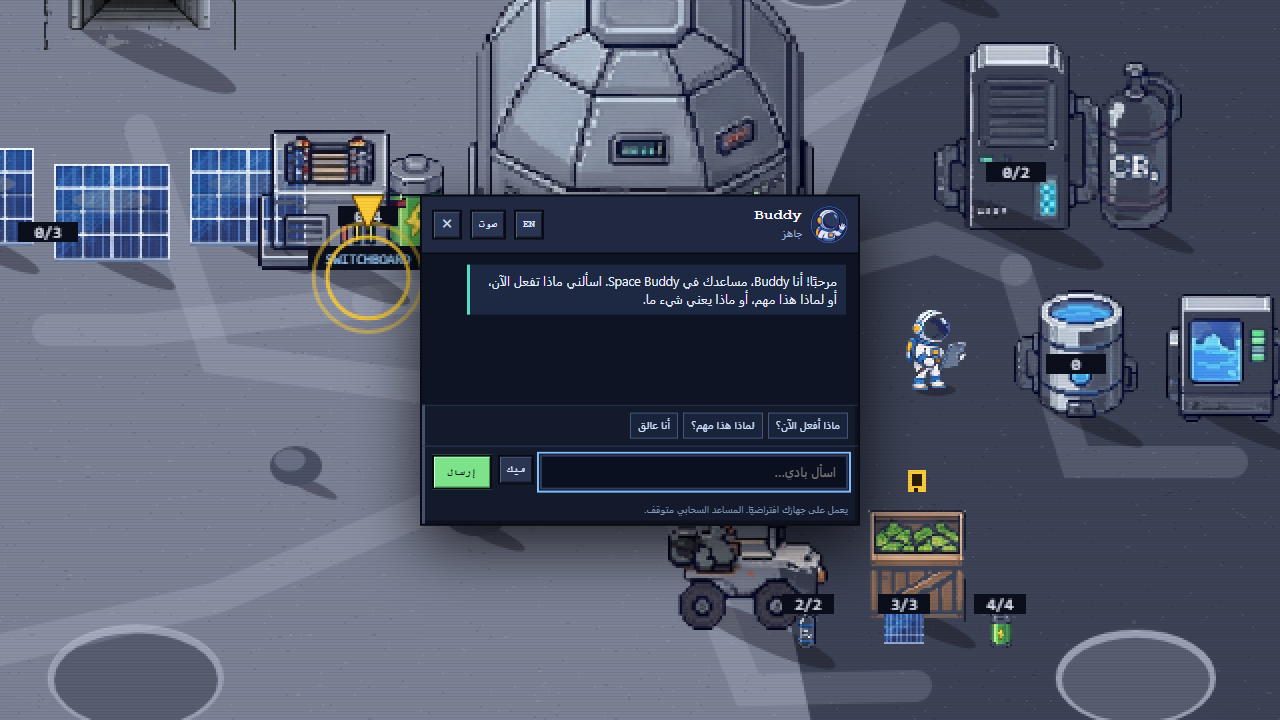 CR₂
0/2
0/3
SWITCHBOARD
Buddy
جاهز
EN
صوت
×
مرحبًا! أنا Buddy، مساعدك في Space Buddy. اسألني ماذا تفعل الآن،
أو لماذا هذا مهم، أو ماذا يعني شيء ما.
0
ماذا أفعل الآن؟
لماذا هذا مهم؟
أنا عالق
اسأل بادي...
ميك
إرسال
يعمل على جهازك افتراضيًا. المساعد السحابي متوقف.
2/2
3/3
4/4